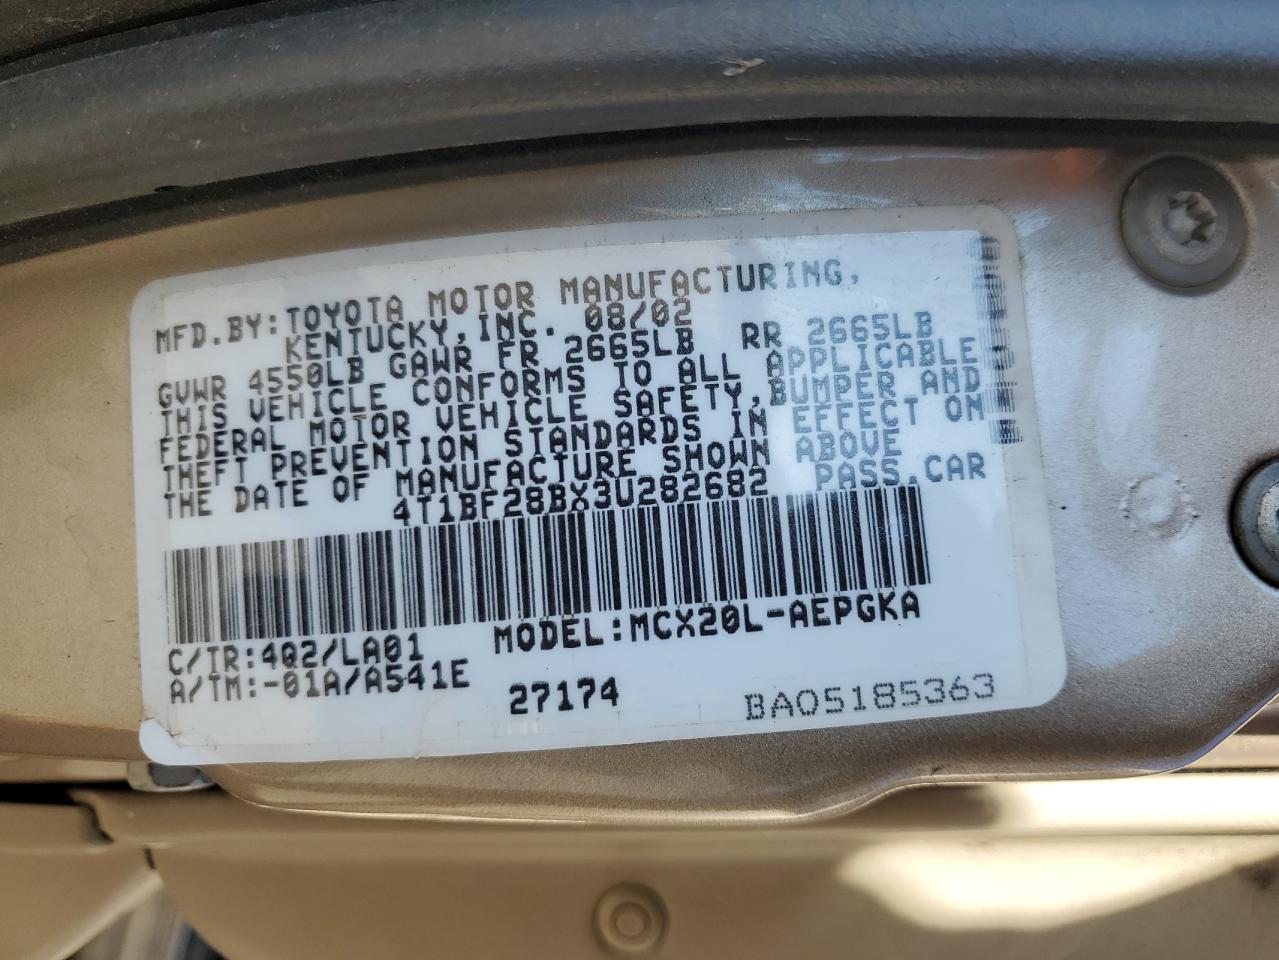 MFD.BY:TOYOTA MOTOR MANUFACTURING,
KENTUCKY,INC. 08/02
GVWR 4550LB GAWR FR 2665LB RR 2665LB
THIS VEHICLE CONFORMS TO ALL APPLICABLE
FEDERAL MOTOR VEHICLE SAFETY,BUMPER AND
THEFT PREVENTION STANDARDS IN EFFECT ON
THE DATE OF MANUFACTURE SHOWN ABOVE
4T1BF28BX3U282682 PASS.CAR
MODEL:MCX20L-AEPGKA
C/TR:4Q2/LA01
A/TM:-01A/A541E
27174 BA05185363